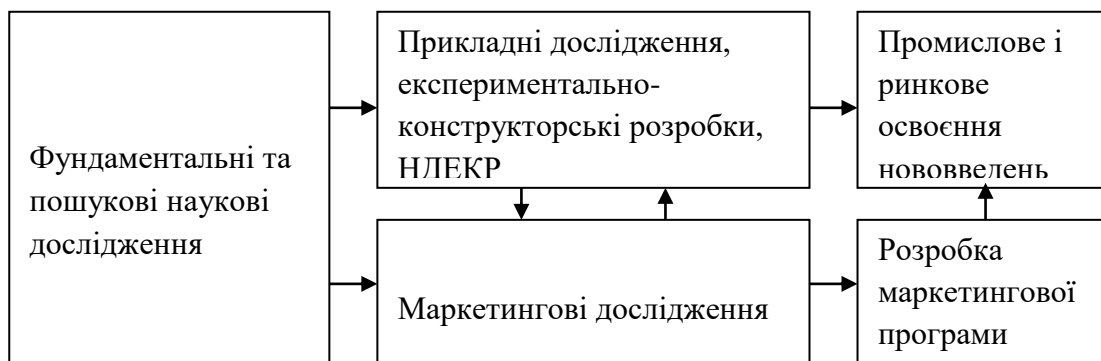 Фундаментальні та
пошукові наукові
дослідження
Прикладні дослідження,
експериментально-
конструкторські розробки,
НДЕКР
Промислове і
ринкове
освоєння
нововведень
Маркетингові дослідження
Розробка
маркетингової
програми